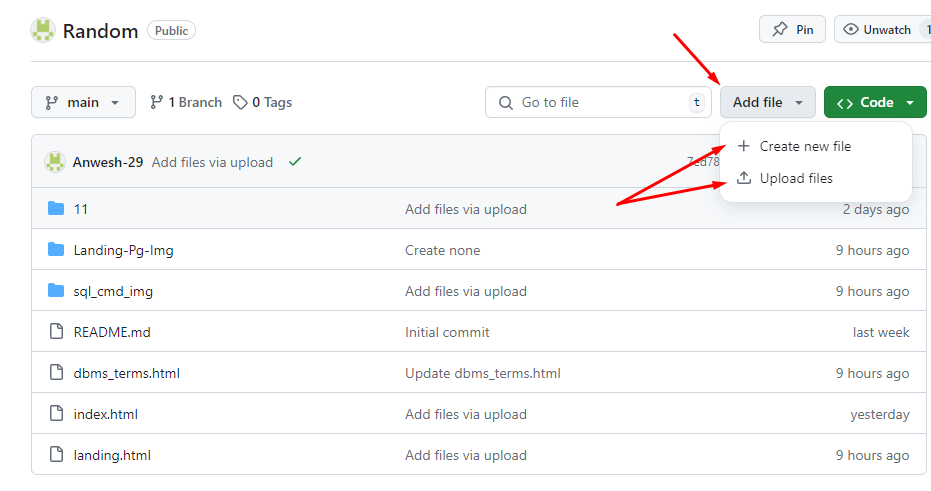 Random Public Pin Unwatch 1
main 1 Branch 0 Tags Go to file t Add file Code
Create new file
Upload files
Anwesh-29 Add files via upload
11 Add files via upload 2 days ago
Landing-Pg-Img Create none 9 hours ago
sql_cmd_img Add files via upload 9 hours ago
README.md Initial commit last week
dbms_terms.html Update dbms_terms.html 9 hours ago
index.html Add files via upload yesterday
landing.html Add files via upload 9 hours ago